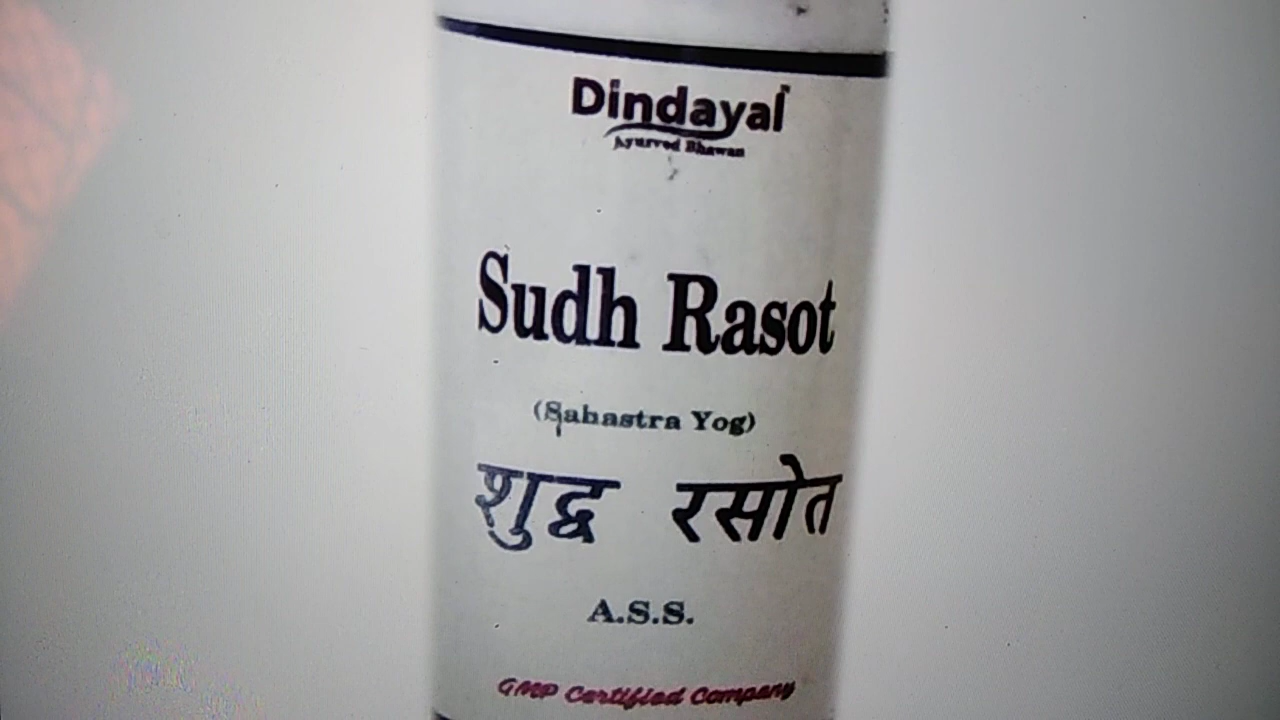 Dindayal
Ayurved Bhawan
Sudh Rasot
(Sahastra Yog)
शुद्ध रसोत
A.S.S.
GMP Certified Company